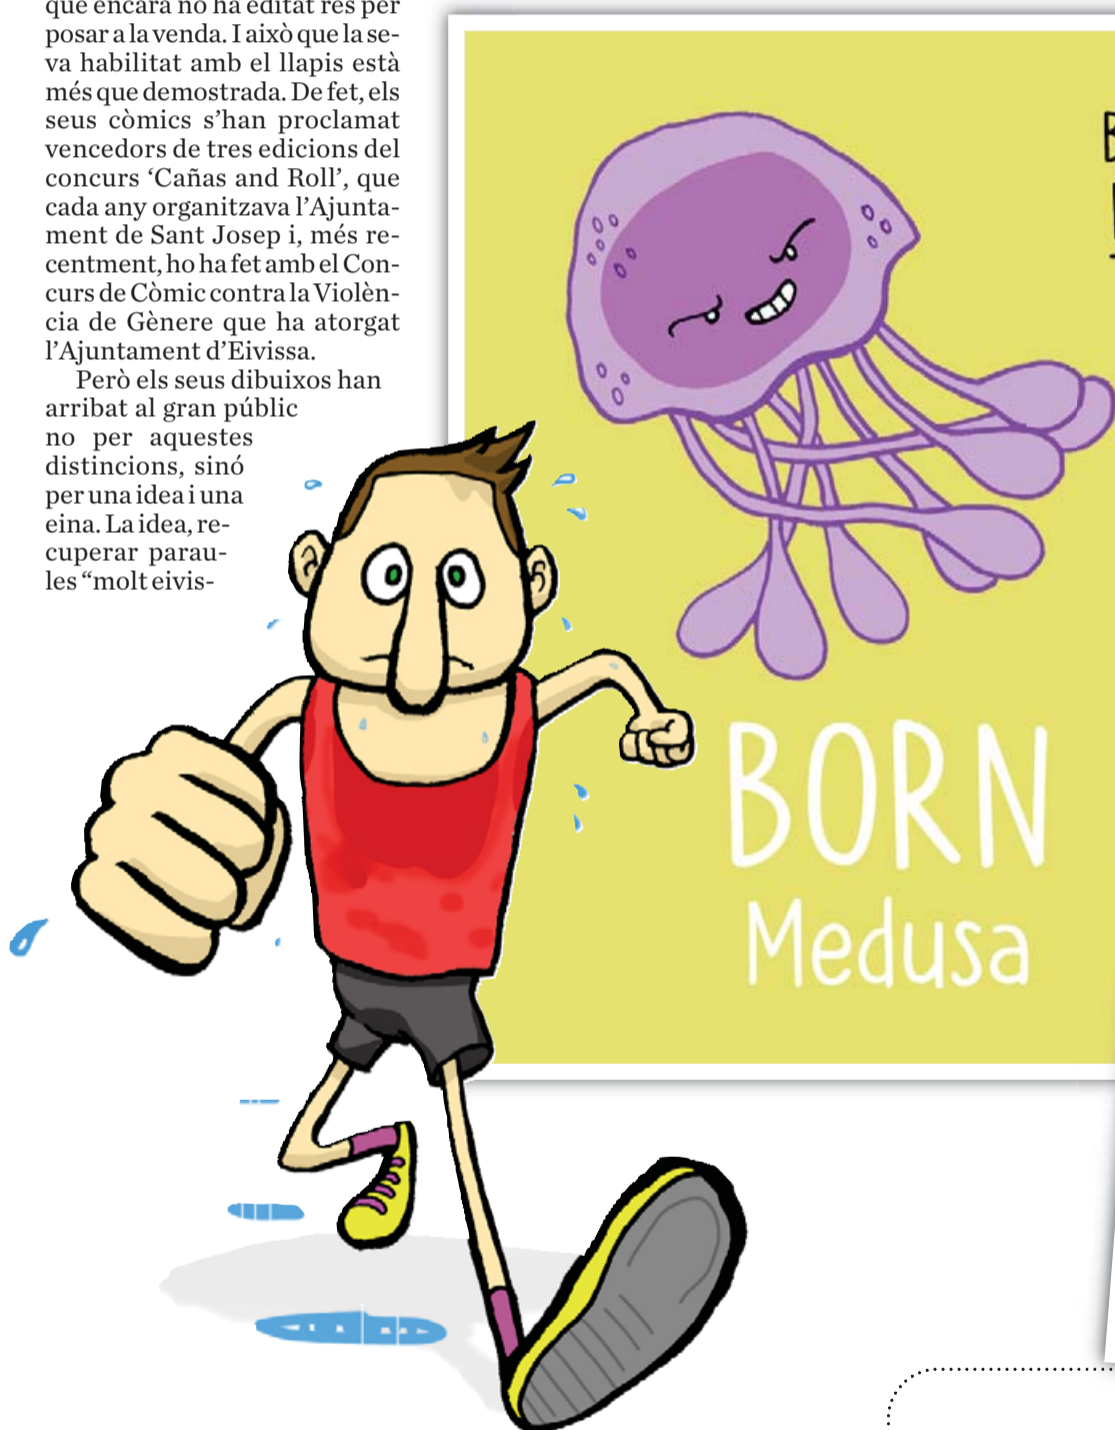 que encara no ha editat res per
posar a la venda. I això que la se-
va habilitat amb el llapis està
més que demostrada. De fet, els
seus còmics s’han proclamat
vencedors de tres edicions del
concurs ‘Cañas and Roll’, que
cada any organitzava l’Ajunta-
ment de Sant Josep i, més re-
centment, ho ha fet amb el Con-
curs de Còmic contra la Violèn-
cia de Gènere que ha atorgat
l’Ajuntament d’Eivissa.
Però els seus dibuixos han
arribat al gran públic
no per aquestes
distincions, sinó
per una idea i una
eina. La idea, re-
cuperar parau-
les “molt eivis-
BORN
Medusa